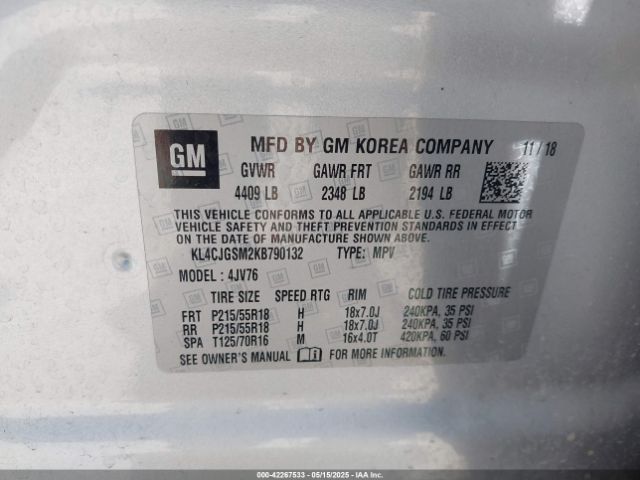 GM
MFD BY GM KOREA COMPANY 11 / 18
GVWR GAWR FRT GAWR RR
4409 LB 2348 LB 2194 LB
THIS VEHICLE CONFORMS TO ALL APPLICABLE U.S. FEDERAL MOTOR
VEHICLE SAFETY AND THEFT PREVENTION STANDARDS IN EFFECT
ON THE DATE OF MANUFACTURE SHOWN ABOVE.
KL4CJGSM2KB790132 TYPE: MPV
MODEL : 4JV76
TIRE SIZE SPEED RTG RIM COLD TIRE PRESSURE
FRT P215/55R18 H 18x7.0J 240KPA, 35 PSI
RR P215/55R18 H 18x7.0J 240KPA, 35 PSI
SPA T125/70R16 M 16x4.0T 420KPA, 60 PSI
SEE OWNER'S MANUAL FOR MORE INFORMATION.
000-42267533 - 05/15/2025 - IAAI.COM